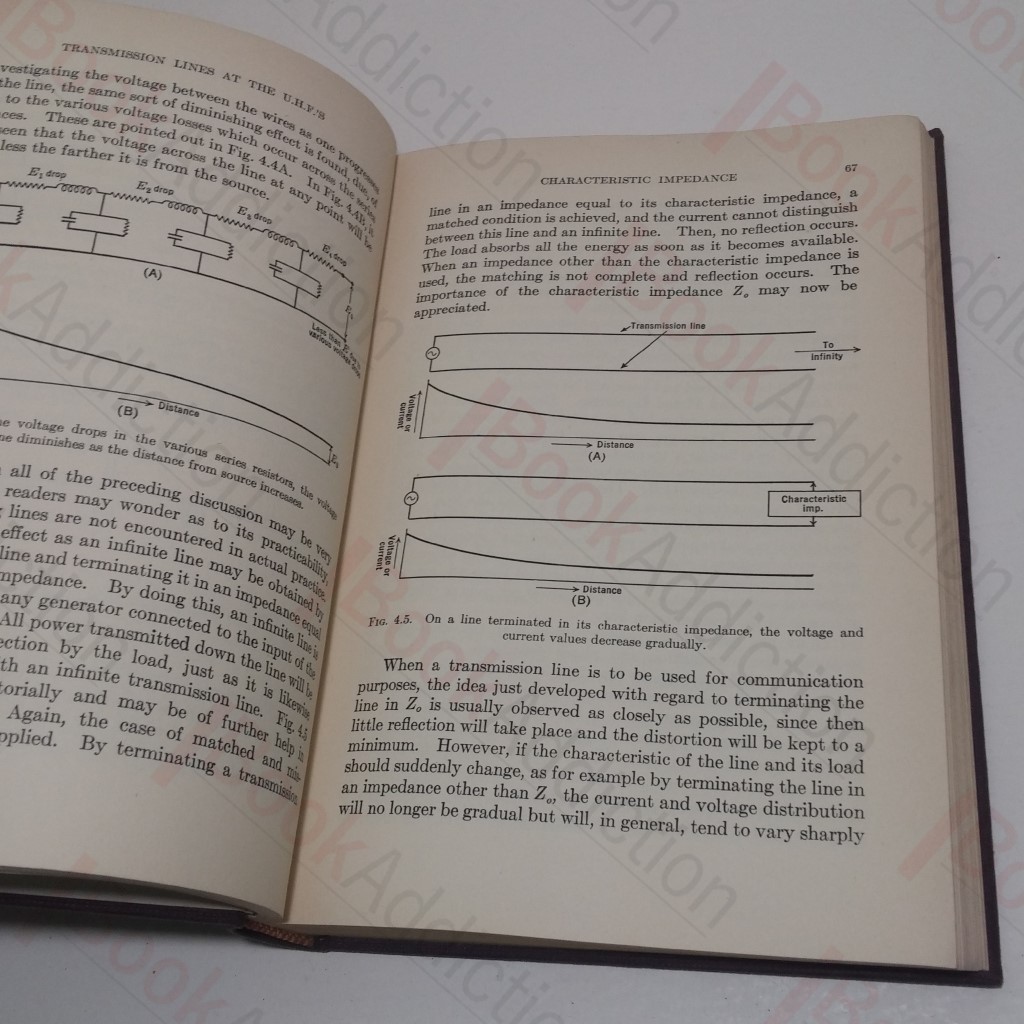 TRANSMISSION LINES AT THE U.H.F.'S
vestigating the voltage between the wires as one progresses
the line, the same sort of diminishing effect is found, due, of
to the various voltage losses which occur across the series
ces. These are pointed out in Fig. 4.4A. In Fig. 4.4B, it
een that the voltage across the line at any point will be
less the farther it is from the source.
E1 drop
E2 drop
E3 drop
E4 drop
(A)
Less than E due to
various voltage drops
Distance
(B)
e voltage drops in the various series resistors, the voltage
ne diminishes as the distance from source increases.
all of the preceding discussion may be very
readers may wonder as to its practicability,
lines are not encountered in actual practice.
effect as an infinite line may be obtained by
line and terminating it in an impedance equal
mpedance. By doing this, an infinite line is
any generator connected to the input of the
All power transmitted down the line will be
ection by the load, just as it is likewise
th an infinite transmission line. Fig. 4.5
torially and may be of further help in
Again, the case of matched and mis-
pplied. By terminating a transmission
CHARACTERISTIC IMPEDANCE 67
line in an impedance equal to its characteristic impedance, a
matched condition is achieved, and the current cannot distinguish
between this line and an infinite line. Then, no reflection occurs.
The load absorbs all the energy as soon as it becomes available.
When an impedance other than the characteristic impedance is
used, the matching is not complete and reflection occurs. The
importance of the characteristic impedance Zo may now be
appreciated.
Transmission line
To
Infinity
Voltage or
current
Distance
(A)
Characteristic
Imp.
Voltage or
current
Distance
(B)
FIG. 4.5. On a line terminated in its characteristic impedance, the voltage and
current values decrease gradually.
When a transmission line is to be used for communication
purposes, the idea just developed with regard to terminating the
line in Zo is usually observed as closely as possible, since then
little reflection will take place and the distortion will be kept to a
minimum. However, if the characteristic of the line and its load
should suddenly change, as for example by terminating the line in
an impedance other than Zo, the current and voltage distribution
will no longer be gradual but will, in general, tend to vary sharply
BookAddiction